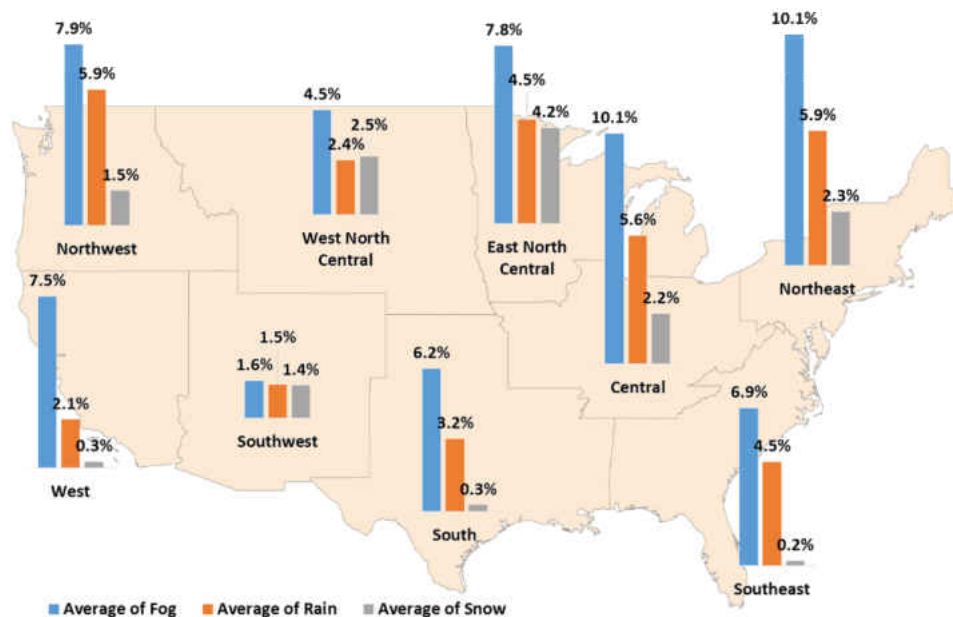 7.9%
5.9%
1.5%
Northwest
4.5%
2.4%
2.5%
West North
Central
7.8%
4.5%
4.2%
East North
Central
10.1%
5.6%
2.2%
Central
10.1%
5.9%
2.3%
Northeast
7.5%
2.1%
0.3%
West
1.6%
1.5%
1.4%
Southwest
6.2%
3.2%
0.3%
South
6.9%
4.5%
0.2%
Southeast
Average of Fog
Average of Rain
Average of Snow